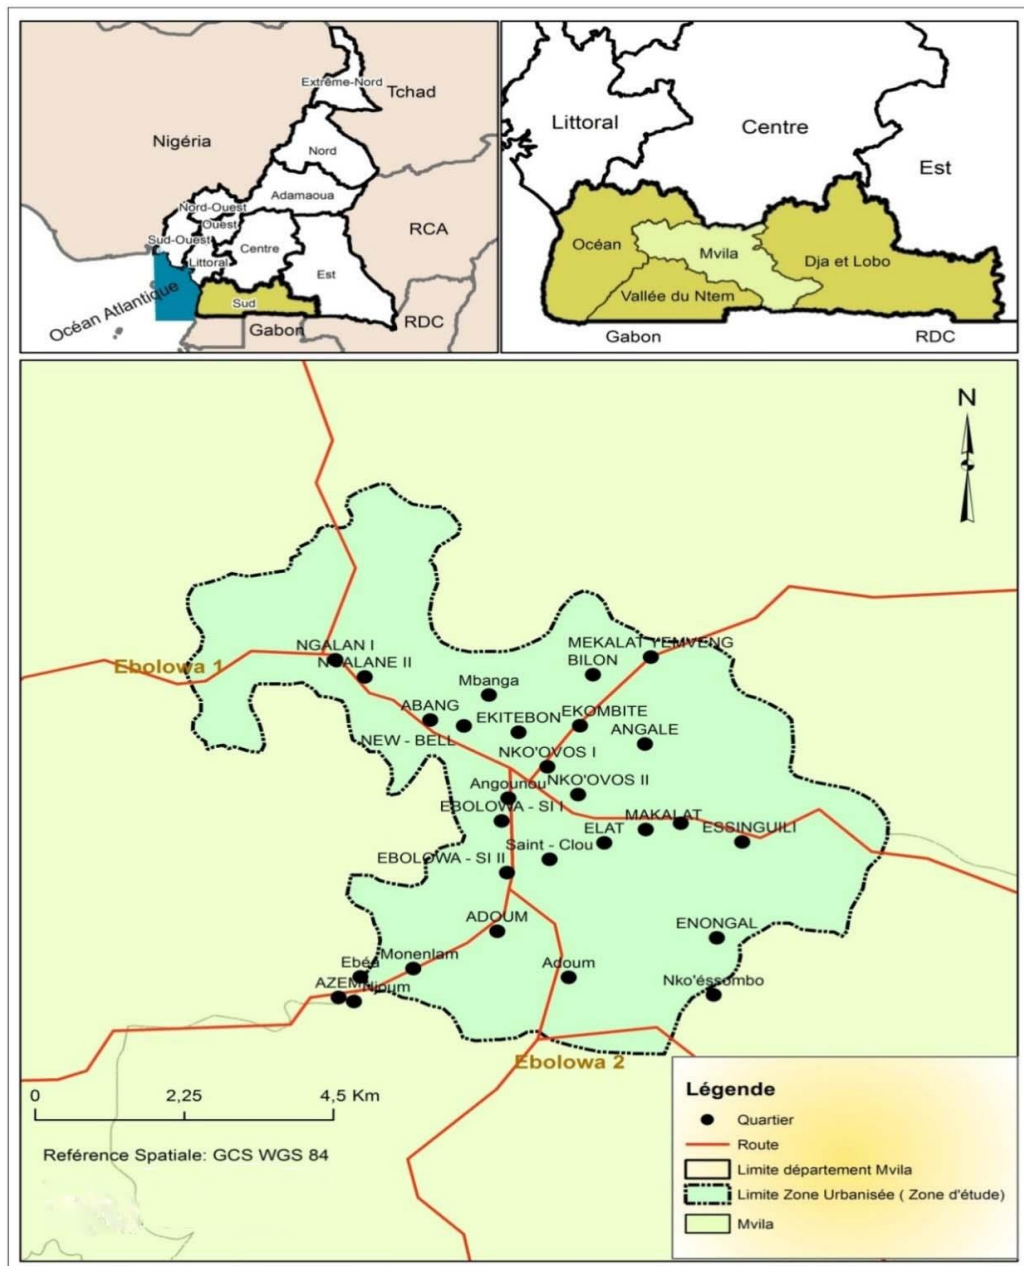 Extrême-Nord
Tchad
Nigéria
Nord
Adamaoua
Nord-Ouest
Ouest
RCA
Sud-Ouest
Centre
Littoral
Est
Océan Atlantique
Sud
RDC
Gabon
Littoral
Centre
Est
Océan
Mvila
Dja et Lobo
Vallée du Ntem
Gabon
RDC
N
NGALAN I
MEKALAT YEMVENG
Ebolowa 1
NGALANE II
BILON
Mbanga
ABANG
EKITEBON
EKOMBITE
ANGALE
NEW - BELL
NKO'OVOS I
Angounou
NKO'OVOS II
EBOLOWA - SI I
MAKALAT
ELAT
ESSINGUILI
Saint - Clou
EBOLOWA - SI II
ADOUM
ENONGAL
Monenlam
Ebéa
Adoum
AZEM
Njoum
Nko'éssombo
Ebolowa 2
0 2,25 4,5 Km
Reférence Spatiale: GCS WGS 84
Légende
Quartier
Route
Limite département Mvila
Limite Zone Urbanisée ( Zone d'étude)
Mvila